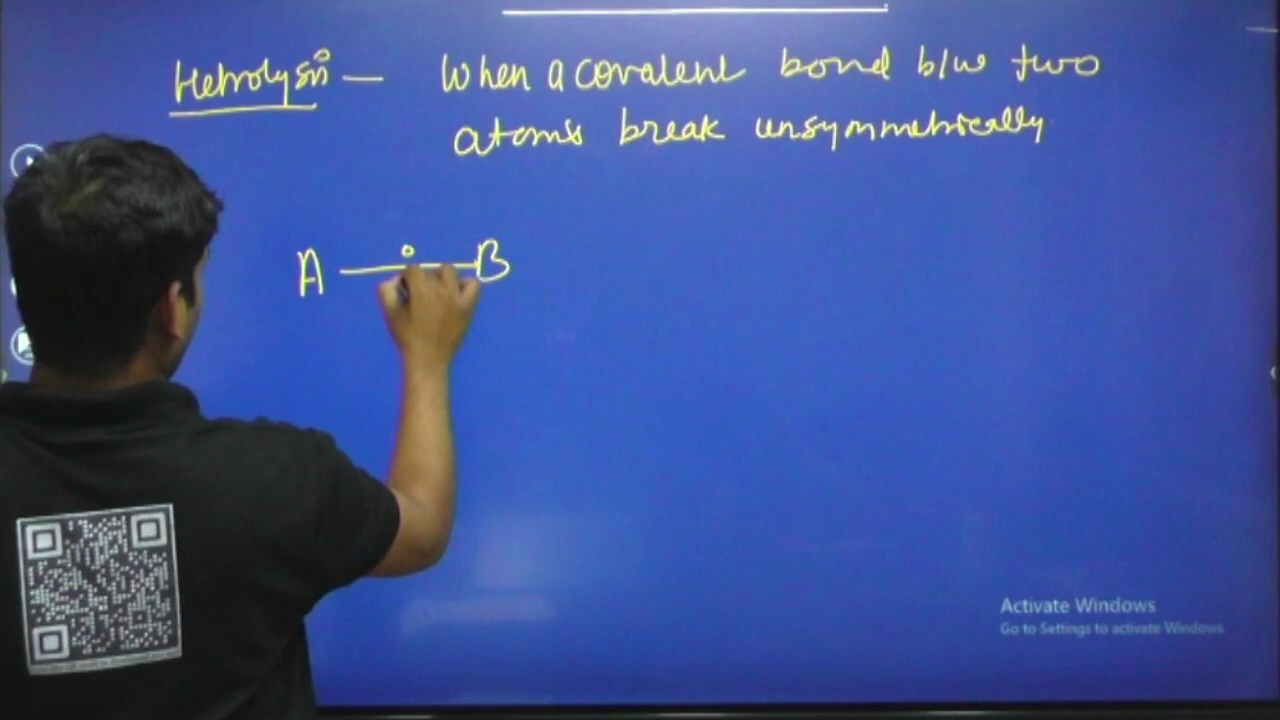 Hetrolysis — When a covalent bond b/w two
atoms break unsymmetrically
A — B
Activate Windows
Go to Settings to activate Windows.